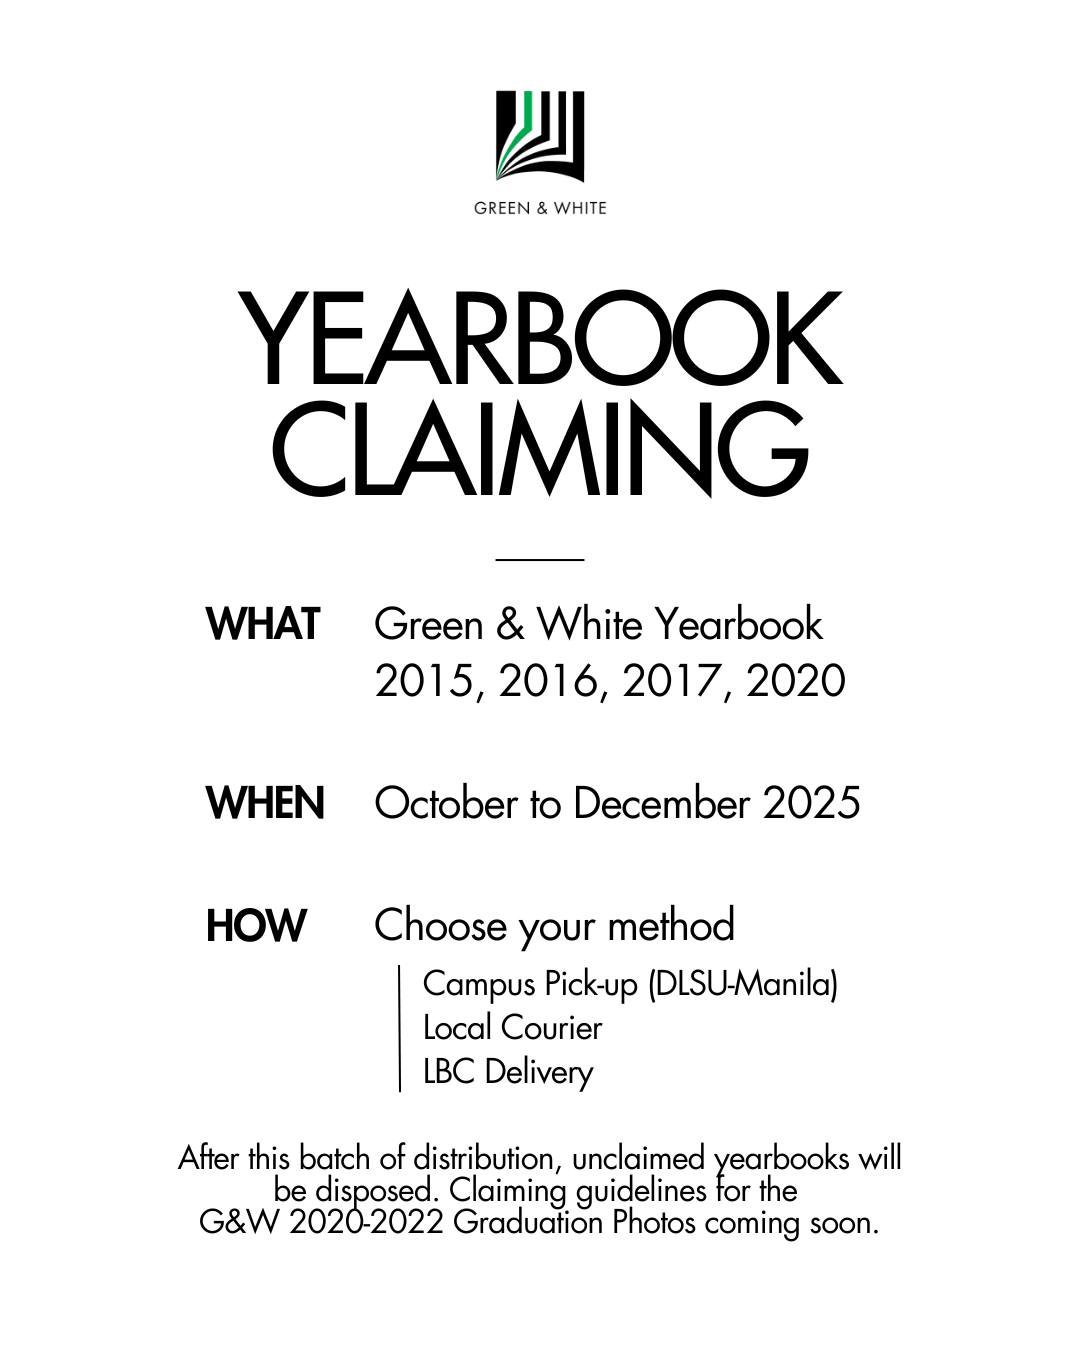 GREEN & WHITE
YEARBOOK
CLAIMING
WHAT Green & White Yearbook
2015, 2016, 2017, 2020
WHEN October to December 2025
HOW Choose your method
Campus Pick-up (DLSU-Manila)
Local Courier
LBC Delivery
After this batch of distribution, unclaimed yearbooks will
be disposed. Claiming guidelines for the
G&W 2020-2022 Graduation Photos coming soon.